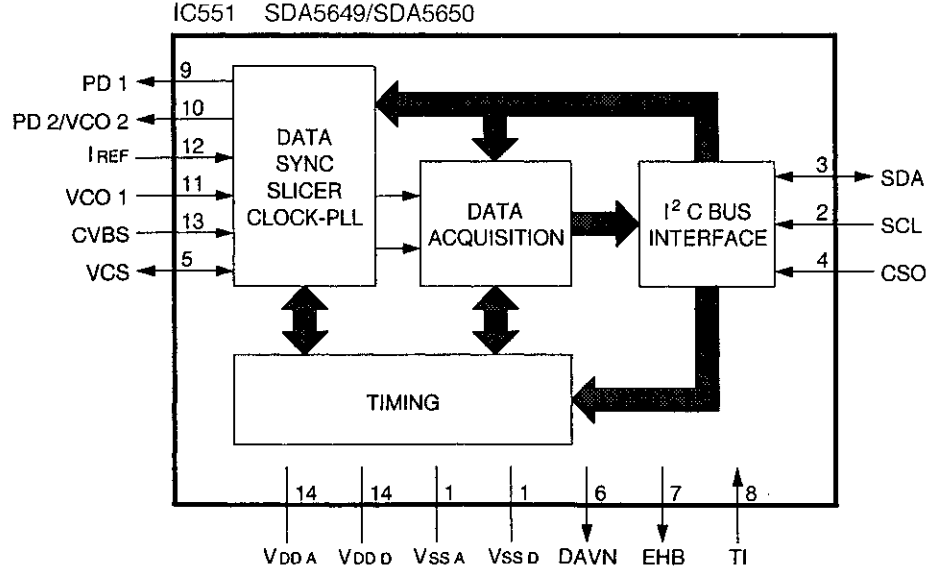 IC551 SDA5649/SDA5650
PD 1
9
PD 2/VCO 2
10
I REF
12
VCO 1
11
CVBS
13
VCS
5
DATA
SYNC
SLICER
CLOCK-PLL
DATA
ACQUISITION
I² C BUS
INTERFACE
3
SDA
2
SCL
4
CSO
TIMING
14
14
1
1
6
7
8
VDD A
VDD D
VSS A
VSS D
DAVN
EHB
TI